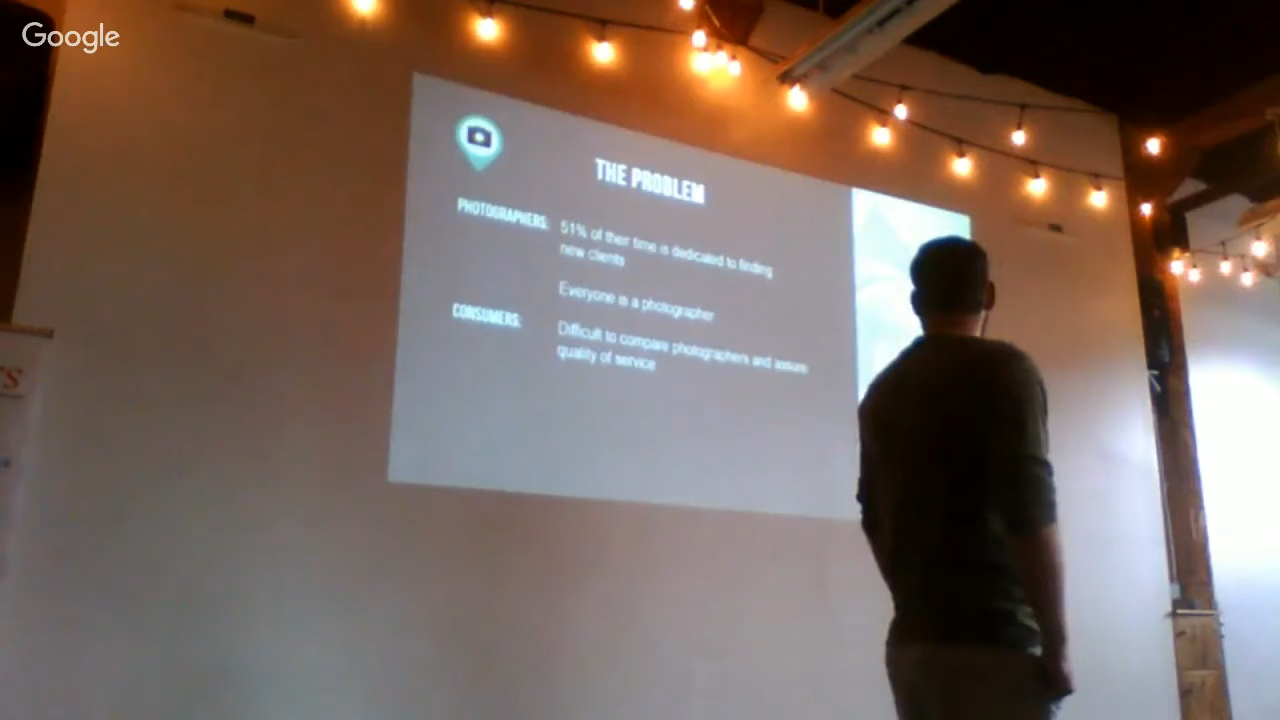 Google
THE PROBLEM
PHOTOGRAPHERS:
51% of their time is dedicated to finding
new clients
Everyone is a photographer
CONSUMERS:
Difficult to compare photographers and assure
quality of service